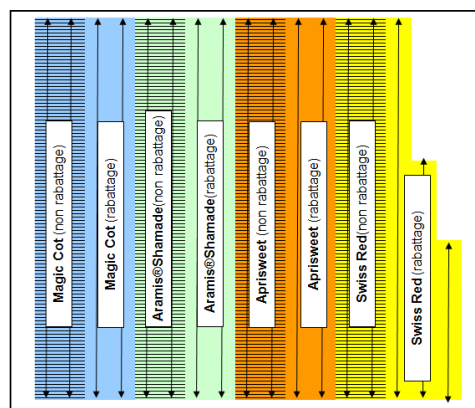 Magic Cot (non rabattage)
Magic Cot (rabattage)
Aramis®Shamade(non rabattage)
Aramis®Shamade(rabattage)
Aprisweet (non rabattage)
Aprisweet (rabattage)
Swiss Red(non rabattage)
Swiss Red (rabattage)